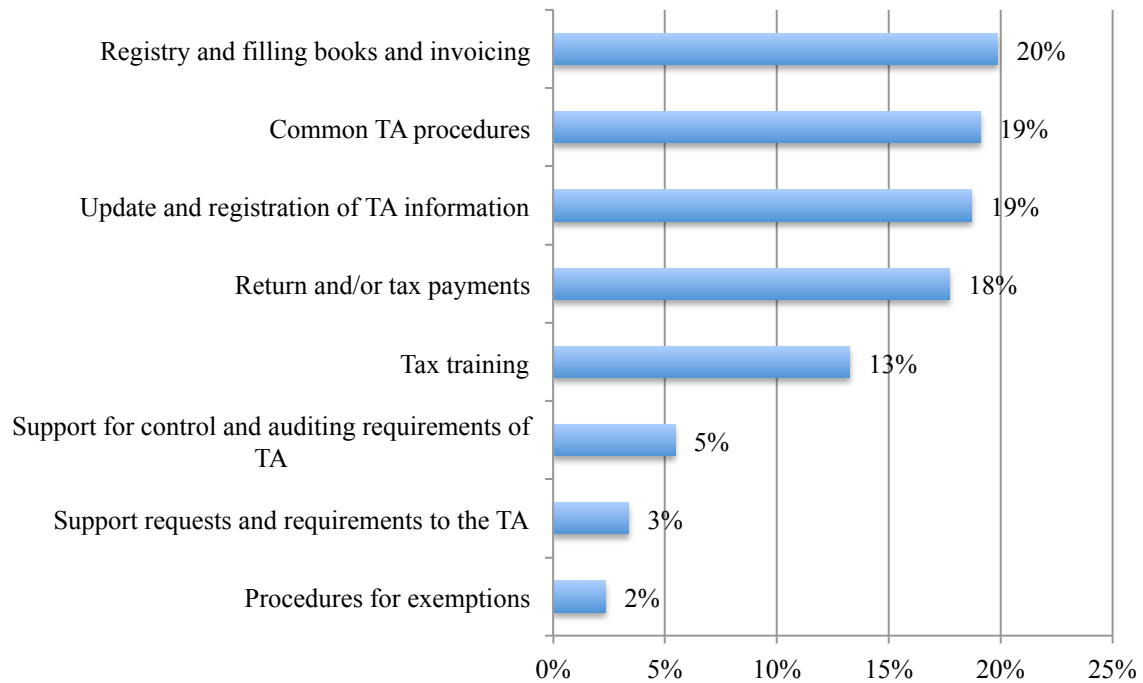 Registry and filling books and invoicing 20%
Common TA procedures 19%
Update and registration of TA information 19%
Return and/or tax payments 18%
Tax training 13%
Support for control and auditing requirements of
TA 5%
Support requests and requirements to the TA 3%
Procedures for exemptions 2%
0% 5% 10% 15% 20% 25%